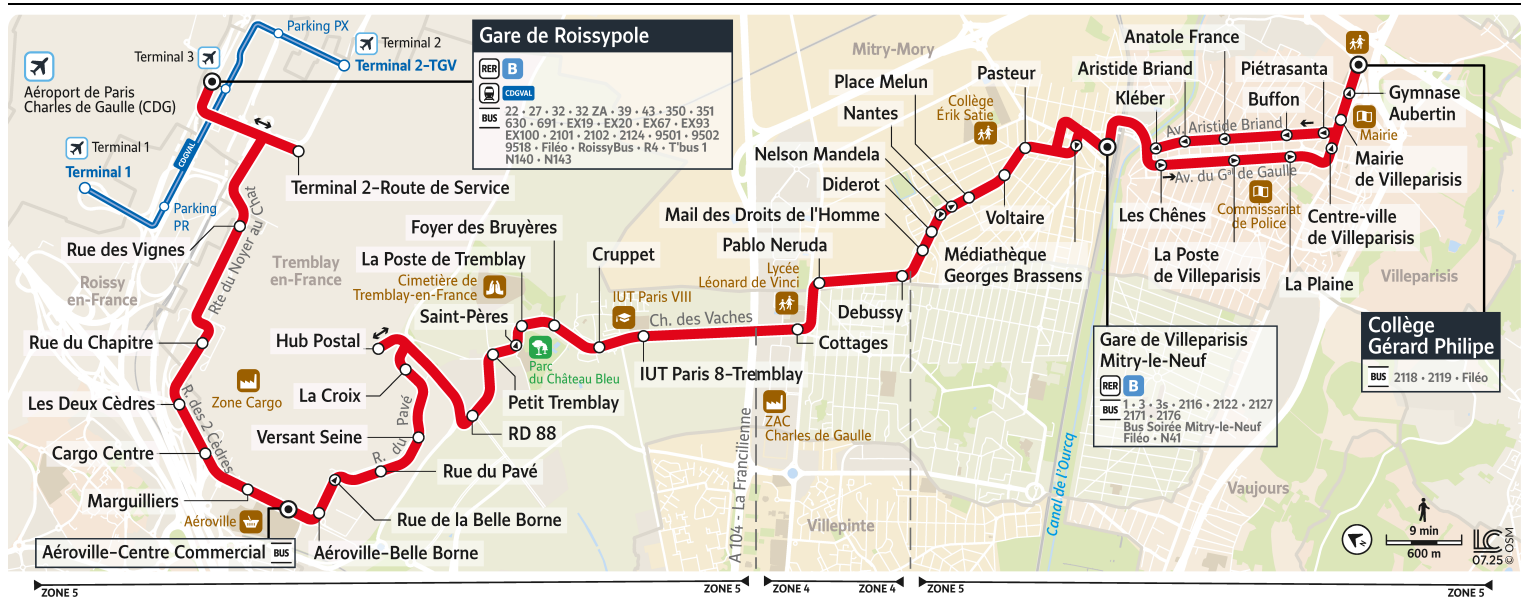 Parking PX
Terminal 2
Terminal 2-TGV
Terminal 3
Aéroport de Paris
Charles de Gaulle (CDG)
Terminal 1
Terminal 1
CDGVAL
Parking
PR
Gare de Roissypole
RER B
CDGVAL
BUS
22 • 27 • 32 • 32 ZA • 39 • 43 • 350 • 351
630 • 691 • EX19 • EX20 • EX67 • EX93
EX100 • 2101 • 2102 • 2124 • 9501 • 9502
9518 • Filéo • RoissyBus • R4 • T'bus 1
N140 • N143
Terminal 2-Route de Service
Rue des Vignes
Rte du Noyer au Chat
Roissy
en-France
Tremblay
en-France
Rue du Chapitre
Les Deux Cèdres
R. des 2 Cèdres
Zone Cargo
Cargo Centre
Marguilliers
Aéroville
Aéroville-Centre Commercial BUS
Aéroville-Belle Borne
Rue de la Belle Borne
Rue du Pavé
R. du Pavé
Versant Seine
La Croix
Hub Postal
RD 88
Petit Tremblay
Saint-Pères
Cimetière de
Tremblay-en-France
La Poste de Tremblay
Foyer des Bruyères
Parc
du Château Bleu
Cruppet
IUT Paris VIII
Ch. des Vaches
IUT Paris 8-Tremblay
Lycée
Léonard de Vinci
Pablo Neruda
Cottages
Debussy
ZAC
Charles de Gaulle
A 104 - La Francilienne
Villepinte
Mail des Droits de l'Homme
Diderot
Nelson Mandela
Nantes
Place Melun
Mitry-Mory
Collège
Érik Satie
Pasteur
Voltaire
Médiathèque
Georges Brassens
Canal de l'Ourcq
Gare de Villeparisis
Mitry-le-Neuf
RER B
BUS
1 • 3 • 3s • 2116 • 2122 • 2127
2171 • 2176
Bus Soirée Mitry-le-Neuf
Filéo • N41
Kléber
Aristide Briand
Anatole France
Buffon
Piétrasanta
Av. Aristide Briand
Av. du Gal de Gaulle
Les Chênes
La Poste
de Villeparisis
Commissariat
de Police
La Plaine
Centre-ville
de Villeparisis
Mairie
de Villeparisis
Mairie
Gymnase
Aubertin
Villeparisis
Vaujours
Collège
Gérard Philipe
BUS
2118 • 2119 • Filéo
9 min
600 m
LC
07.25
© OSM
ZONE 5
ZONE 5
ZONE 4
ZONE 4
ZONE 5
ZONE 5